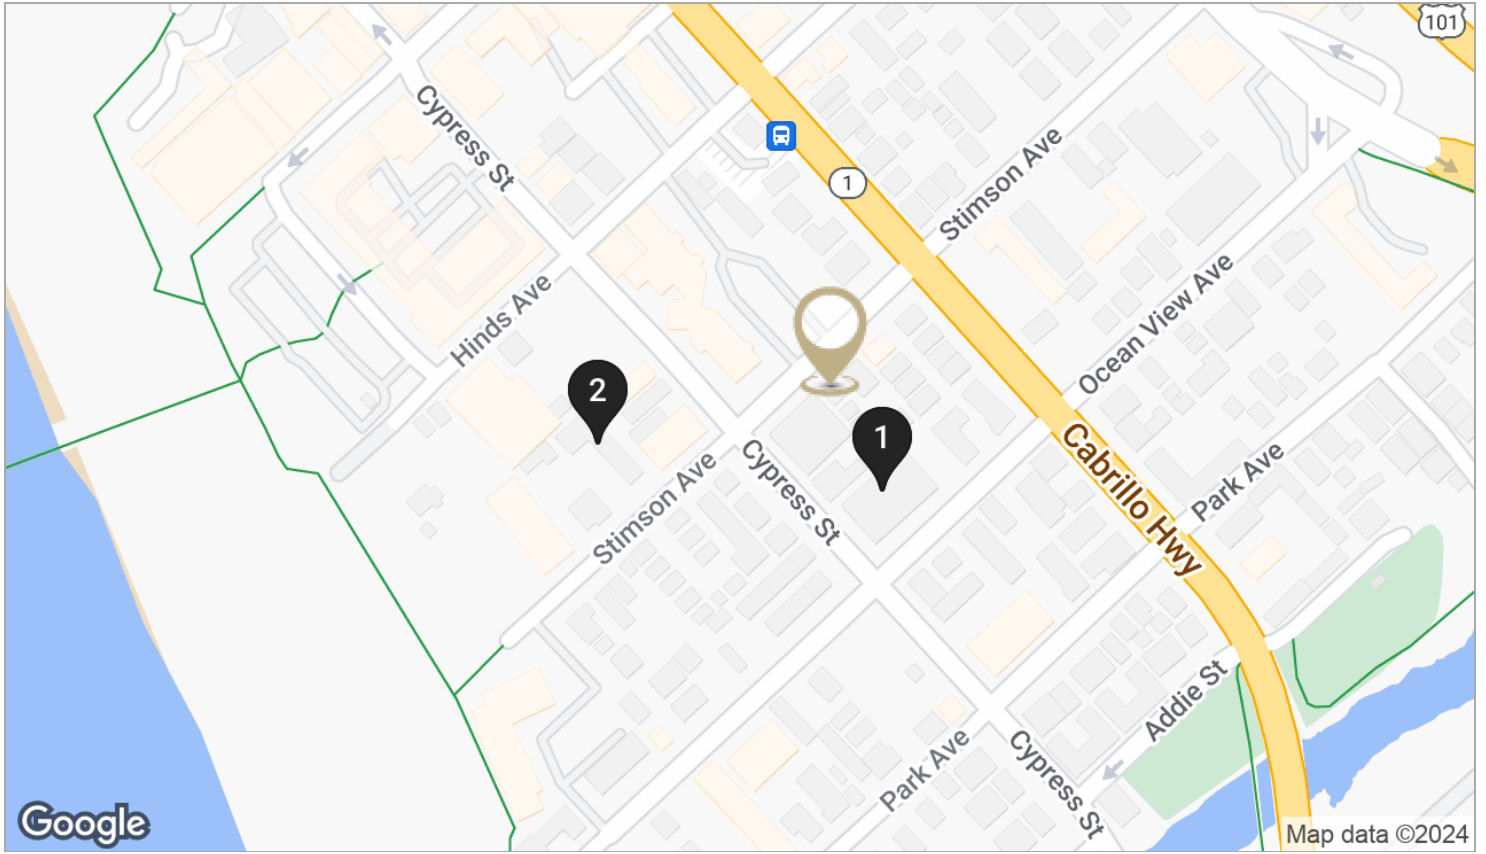 101
Cypress St
1
Stimson Ave
Hinds Ave
Ocean View Ave
2
1
Cabrillo Hwy
Stimson Ave
Cypress St
Park Ave
Addie St
Park Ave
Cypress St
Google
Map data ©2024